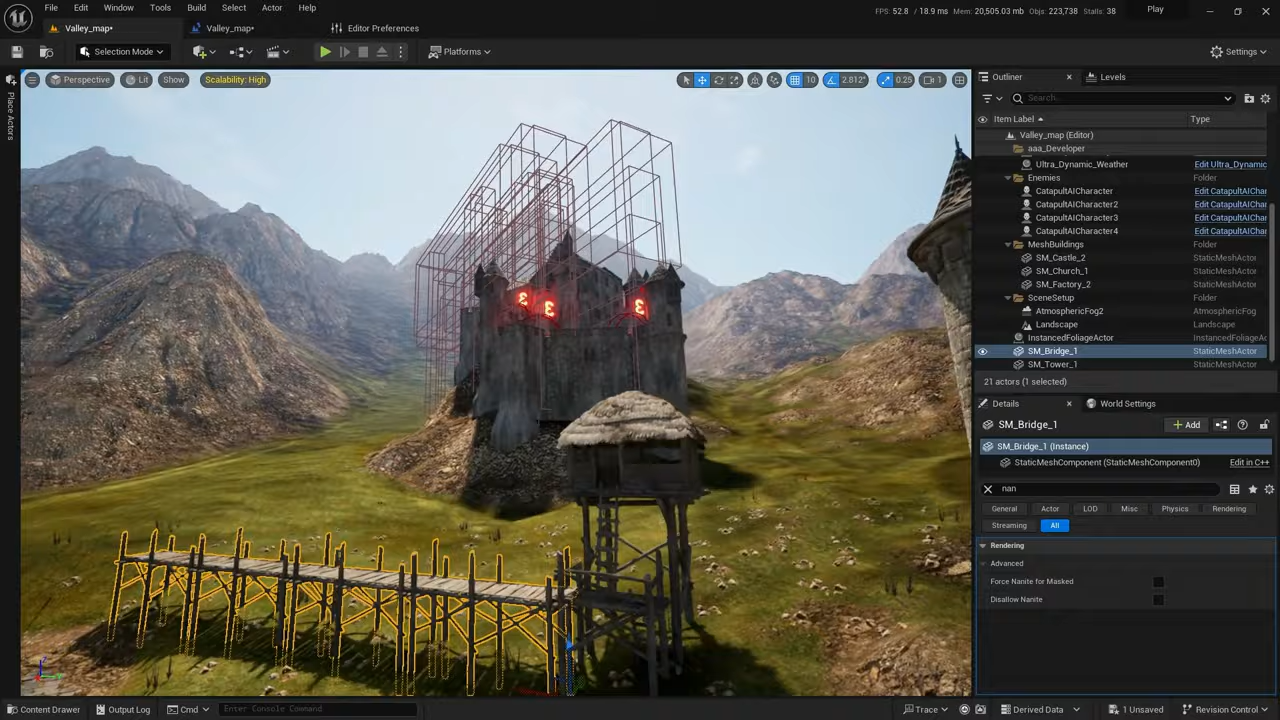 File Edit Window Tools Build Select Actor Help
FPS: 52.8 / 18.9 ms Mem: 20,505.03 mb Objs: 223,738 Stalls: 38
Play
Valley_map•
Valley_map•
Editor Preferences
Selection Mode
Platforms
Settings
Place Actors
Perspective
Lit
Show
Scalability: High
10
2.812°
0.25
1
Outliner
Levels
Search...
Item Label
Type
Valley_map (Editor)
aaa_Developer
Ultra_Dynamic_Weather Edit Ultra_Dynamic
Enemies Folder
CatapultAICharacter Edit CatapultAIChar
CatapultAICharacter2 Edit CatapultAIChar
CatapultAICharacter3 Edit CatapultAIChar
CatapultAICharacter4 Edit CatapultAIChar
MeshBuildings Folder
SM_Castle_2 StaticMeshActor
SM_Church_1 StaticMeshActor
SM_Factory_2 StaticMeshActor
SceneSetup Folder
AtmosphericFog2 AtmosphericFog
Landscape Landscape
InstancedFoliageActor InstancedFoliageAc
SM_Bridge_1 StaticMeshActor
SM_Tower_1 StaticMeshActor
21 actors (1 selected)
Details
World Settings
SM_Bridge_1
Add
SM_Bridge_1 (Instance)
StaticMeshComponent (StaticMeshComponent0) Edit in C++
nan
General Actor LOD Misc Physics Rendering
Streaming All
Rendering
Advanced
Force Nanite for Masked
Disallow Nanite
Content Drawer
Output Log
Cmd
Enter Console Command
Trace
Derived Data
1 Unsaved
Revision Control